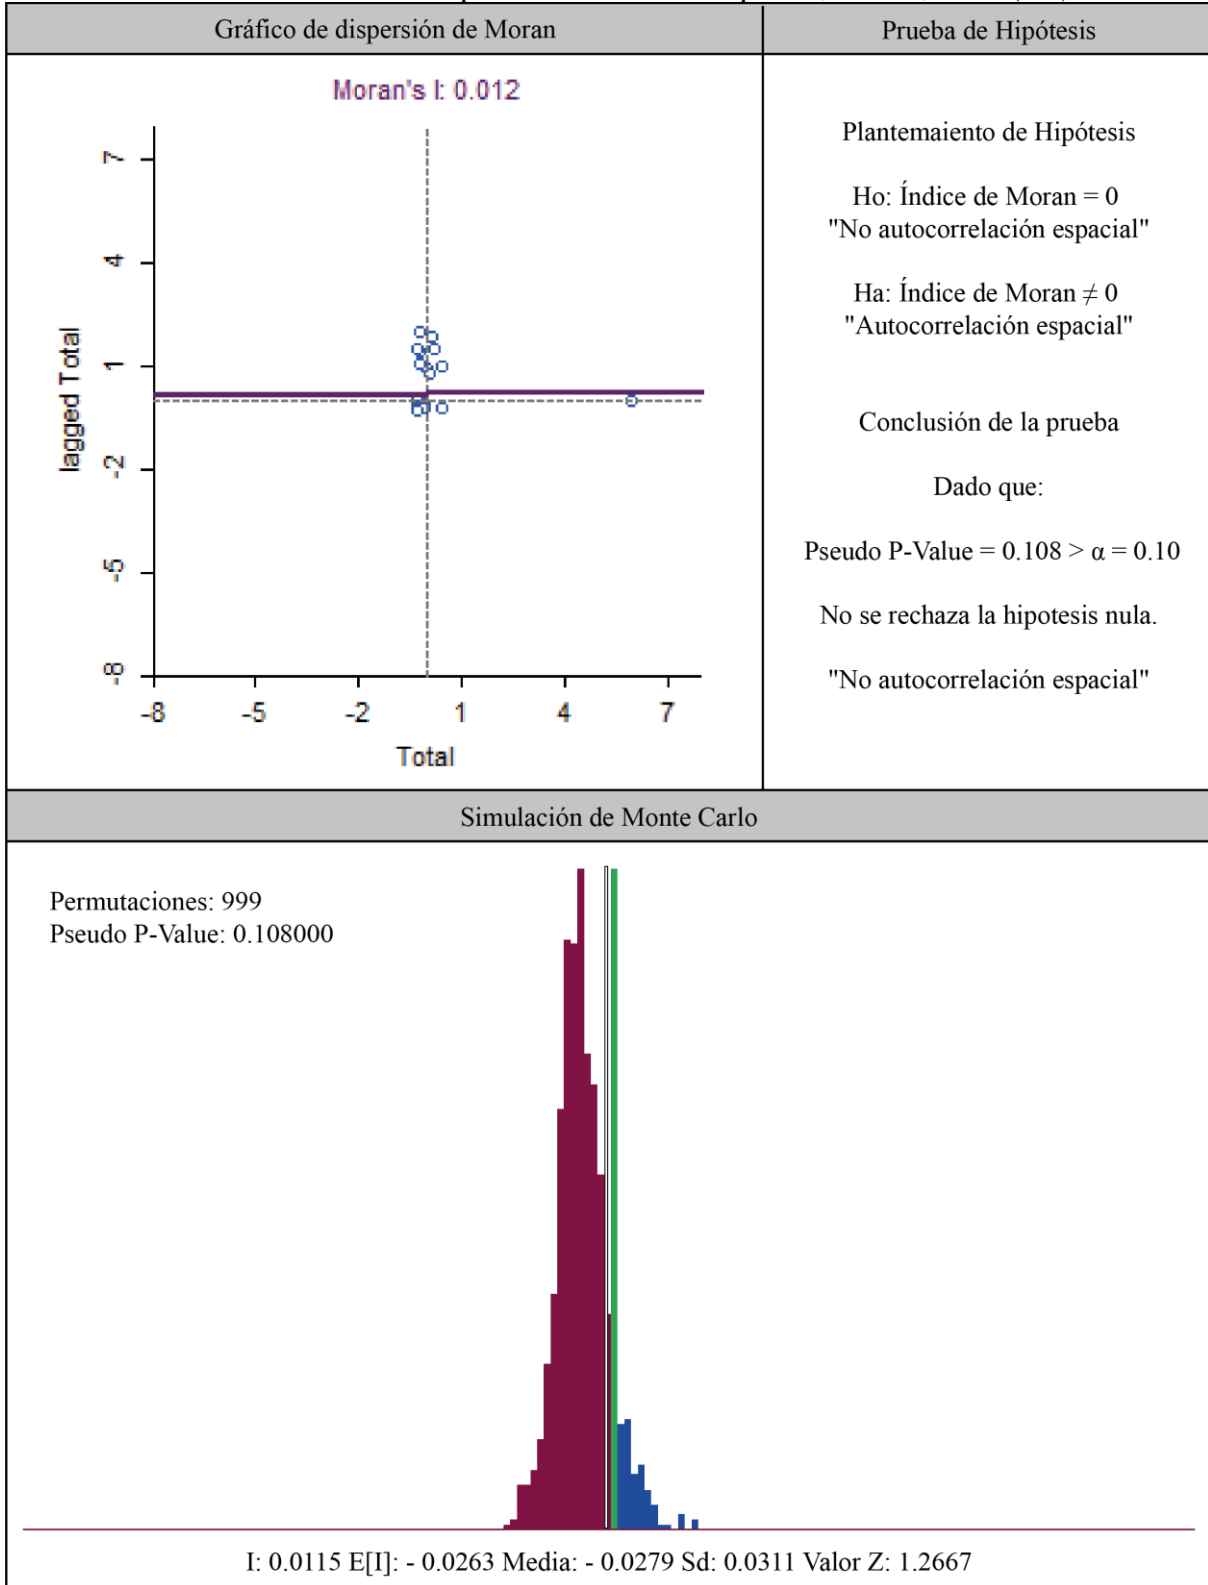 Gráfico de dispersión de Moran
Prueba de Hipótesis
Moran's I: 0.012
7
4
1
-2
-5
-8
lagged Total
-8 -5 -2 1 4 7
Total
Plantemaiento de Hipótesis
Ho: Índice de Moran = 0
"No autocorrelación espacial"
Ha: Índice de Moran ≠ 0
"Autocorrelación espacial"
Conclusión de la prueba
Dado que:
Pseudo P-Value = 0.108 > α = 0.10
No se rechaza la hipotesis nula.
"No autocorrelación espacial"
Simulación de Monte Carlo
Permutaciones: 999
Pseudo P-Value: 0.108000
I: 0.0115 E[I]: - 0.0263 Media: - 0.0279 Sd: 0.0311 Valor Z: 1.2667